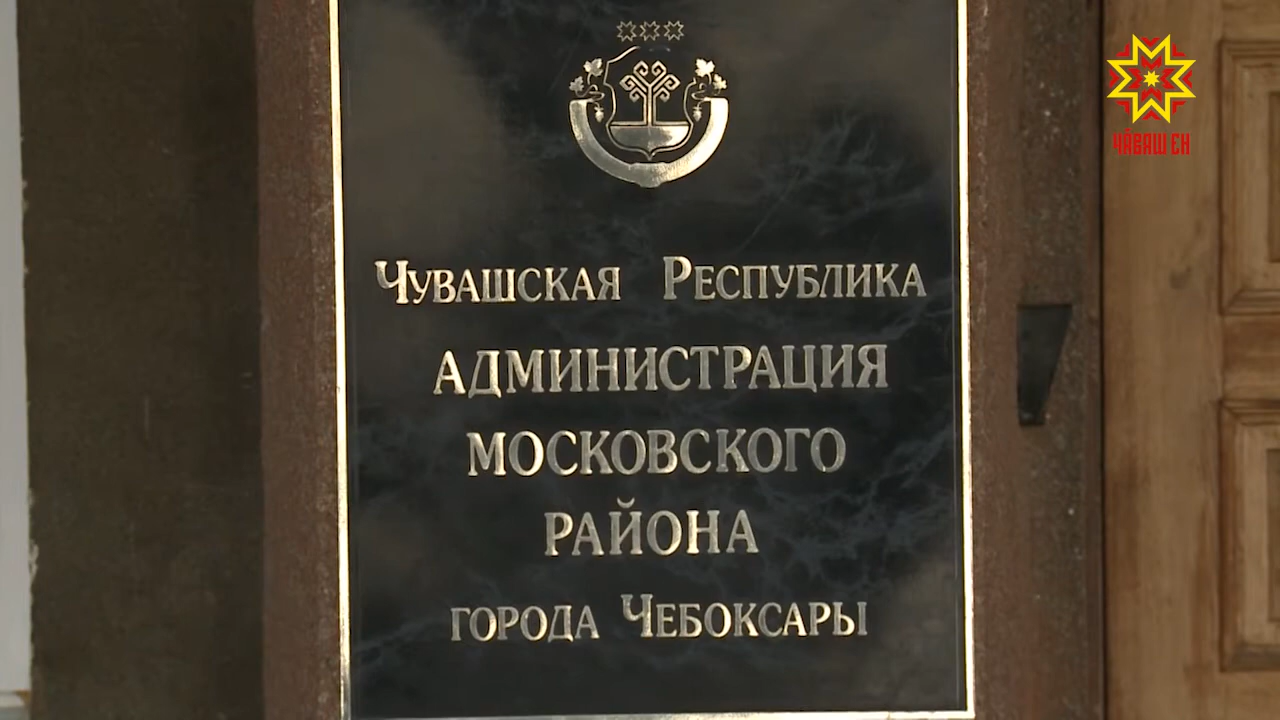 ЧĂВАШ ЕН
Чувашская Республика
АДМИНИСТРАЦИЯ
МОСКОВСКОГО
РАЙОНА
города Чебоксары